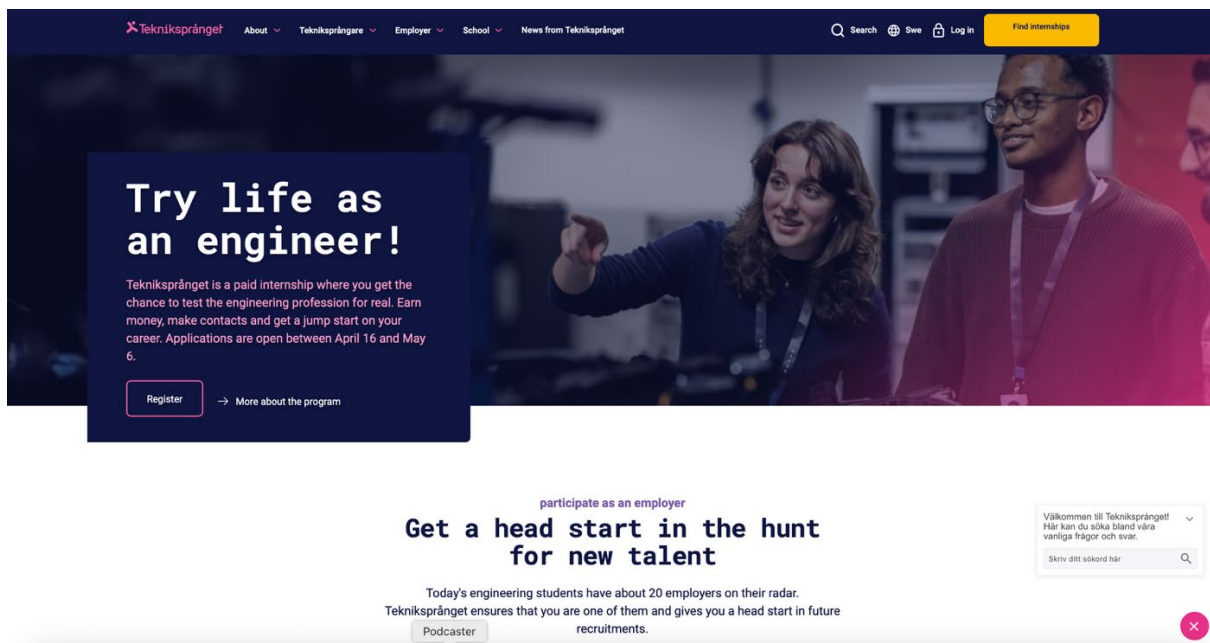 Tekniksprånget
About
Tekniksprångare
Employer
School
News from Tekniksprånget
Search
Swe
Log in
Find internships
Try life as
an engineer!
Tekniksprånget is a paid internship where you get the
chance to test the engineering profession for real. Earn
money, make contacts and get a jump start on your
career. Applications are open between April 16 and May
6.
Register
→ More about the program
participate as an employer
Get a head start in the hunt
for new talent
Today's engineering students have about 20 employers on their radar.
Tekniksprånget ensures that you are one of them and gives you a head start in future
recruitments.
Podcaster
Välkommen till Tekniksprånget!
Här kan du söka bland våra
vanliga frågor och svar.
Skriv ditt sökord här